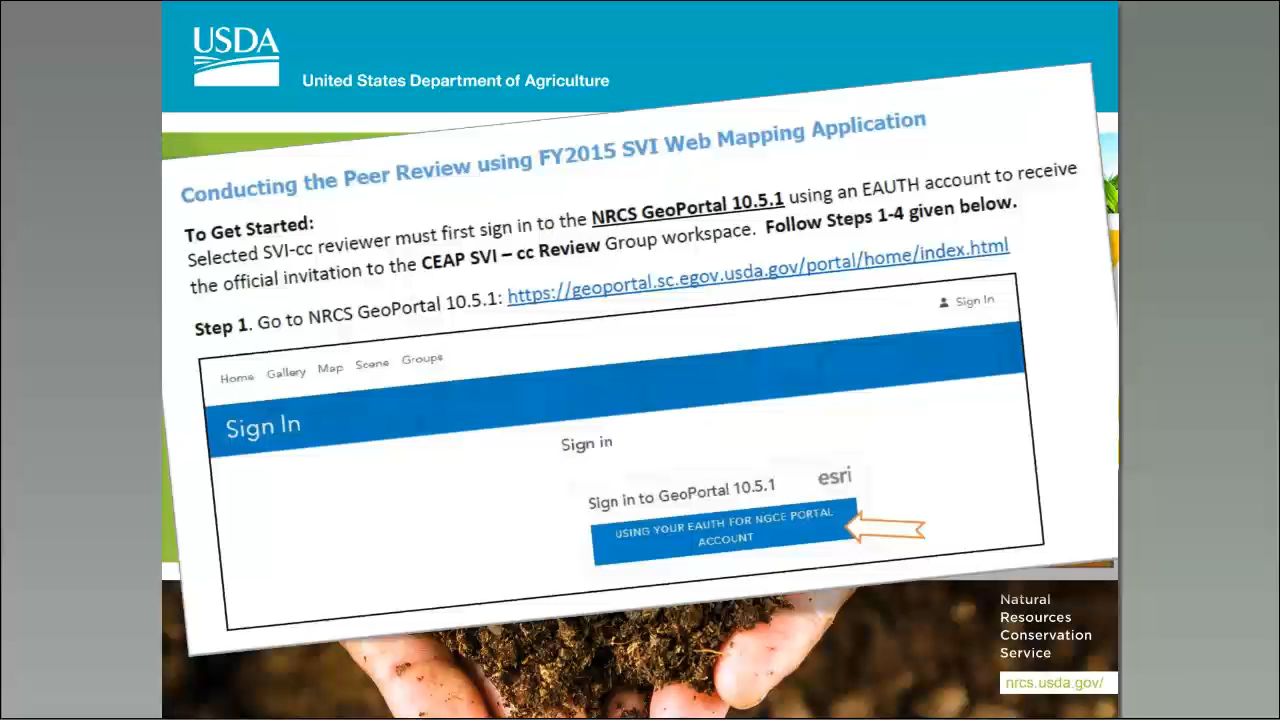 USDA
United States Department of Agriculture
Conducting the Peer Review using FY2015 SVI Web Mapping Application
To Get Started:
Selected SVI-cc reviewer must first sign in to the NRCS GeoPortal 10.5.1 using an EAUTH account to receive
the official invitation to the CEAP SVI – cc Review Group workspace. Follow Steps 1-4 given below.
Step 1. Go to NRCS GeoPortal 10.5.1: https://geoportal.sc.egov.usda.gov/portal/home/index.html
Home Gallery Map Scene Groups Sign In
Sign In
Sign in
Sign in to GeoPortal 10.5.1 esri
USING YOUR EAUTH FOR NGCE PORTAL
ACCOUNT
Natural
Resources
Conservation
Service
nrcs.usda.gov/